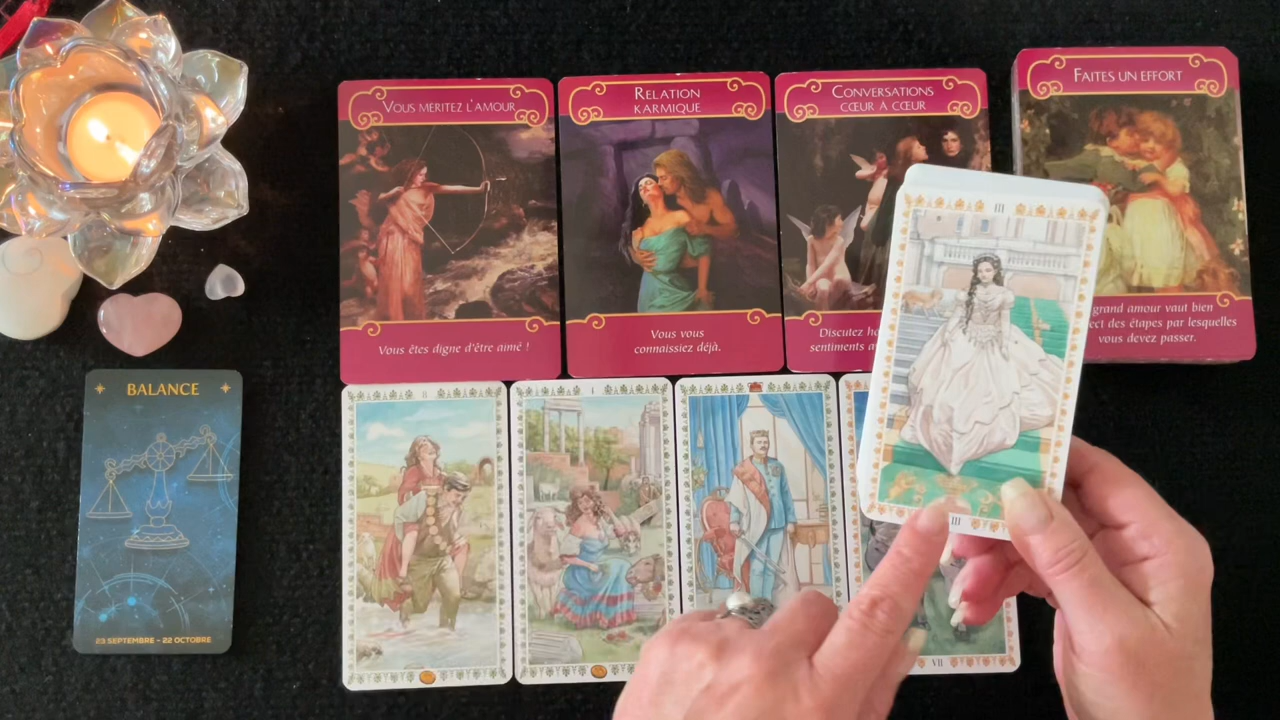 VOUS MERITEZ L'AMOUR
Vous êtes digne d'être aimé !
RELATION
KARMIQUE
Vous vous
connaissiez déjà.
CONVERSATIONS
CŒUR A CŒUR
Discutez
sentiments
FAITES UN EFFORT
grand amour vaut bien
des étapes par lesquelles
vous devez passer.
III
III
BALANCE
23 SEPTEMBRE - 22 OCTOBRE
II
I
VII